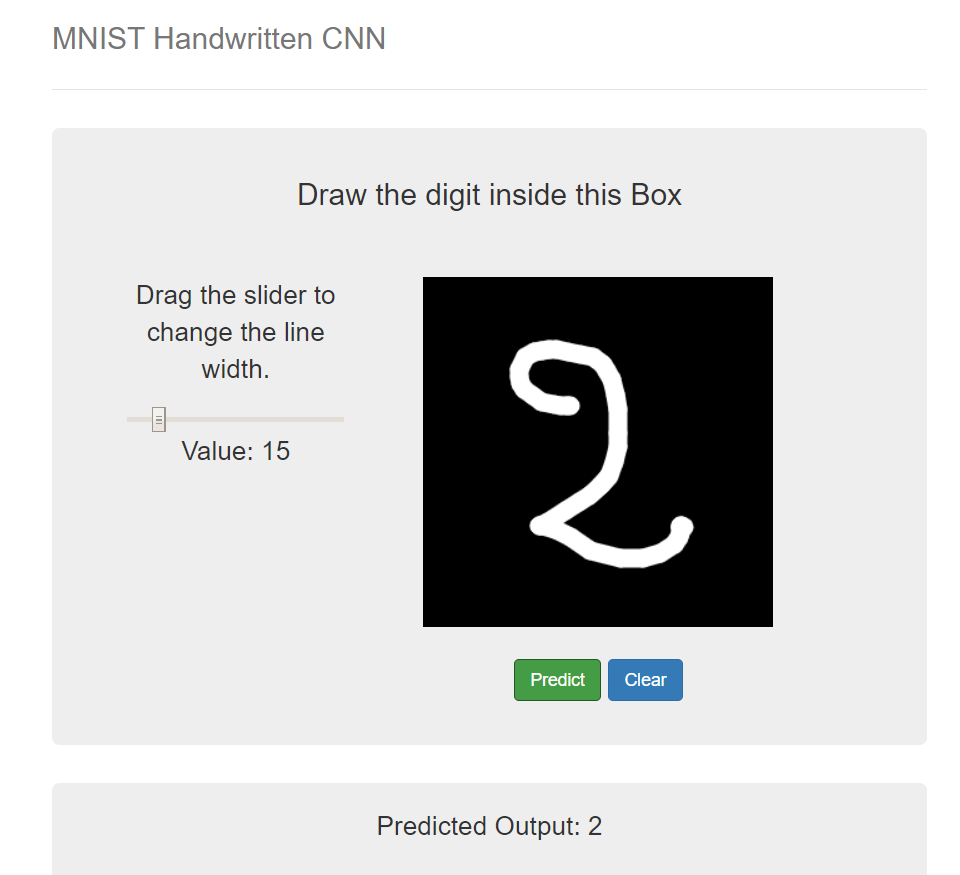 MNIST Handwritten CNN
Draw the digit inside this Box
Drag the slider to
change the line
width.
Value: 15
2
Predict Clear
Predicted Output: 2